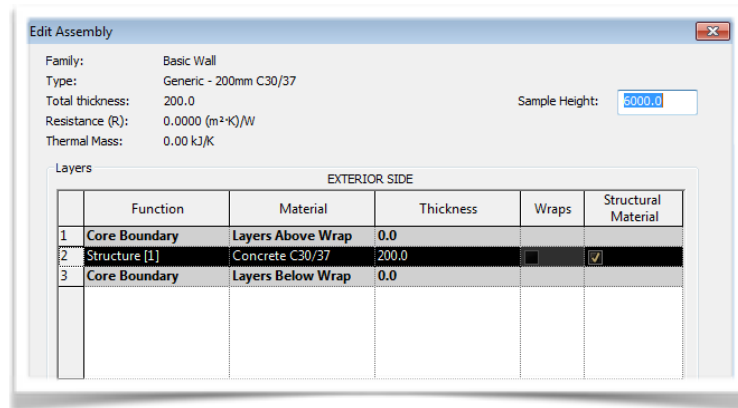 Edit Assembly
Family: Basic Wall
Type: Generic - 200mm C30/37
Total thickness: 200.0 Sample Height: 6000.0
Resistance (R): 0.0000 (m²·K)/W
Thermal Mass: 0.00 kJ/K
Layers
EXTERIOR SIDE
Function Material Thickness Wraps Structural Material
1 Core Boundary Layers Above Wrap 0.0
2 Structure [1] Concrete C30/37 200.0
3 Core Boundary Layers Below Wrap 0.0